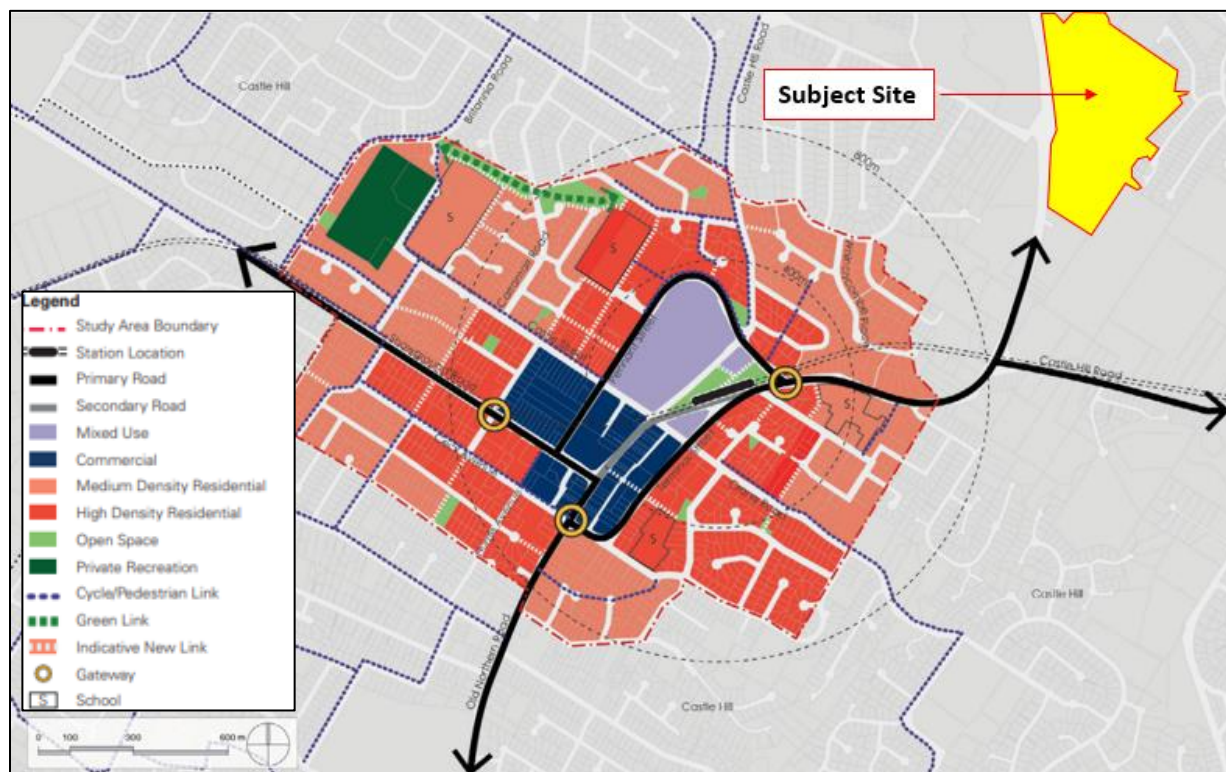 Castle Hill
Britannia Road
Castle Hill Road
Subject Site
800m
400m
Castle Hill Road
Legend
Study Area Boundary
Station Location
Primary Road
Secondary Road
Mixed Use
Commercial
Medium Density Residential
High Density Residential
Open Space
Private Recreation
Cycle/Pedestrian Link
Green Link
Indicative New Link
Gateway
S School
S
S
S
S
Old Northern Road
Castle Hill
Castle Hill
0 100 300 600 m